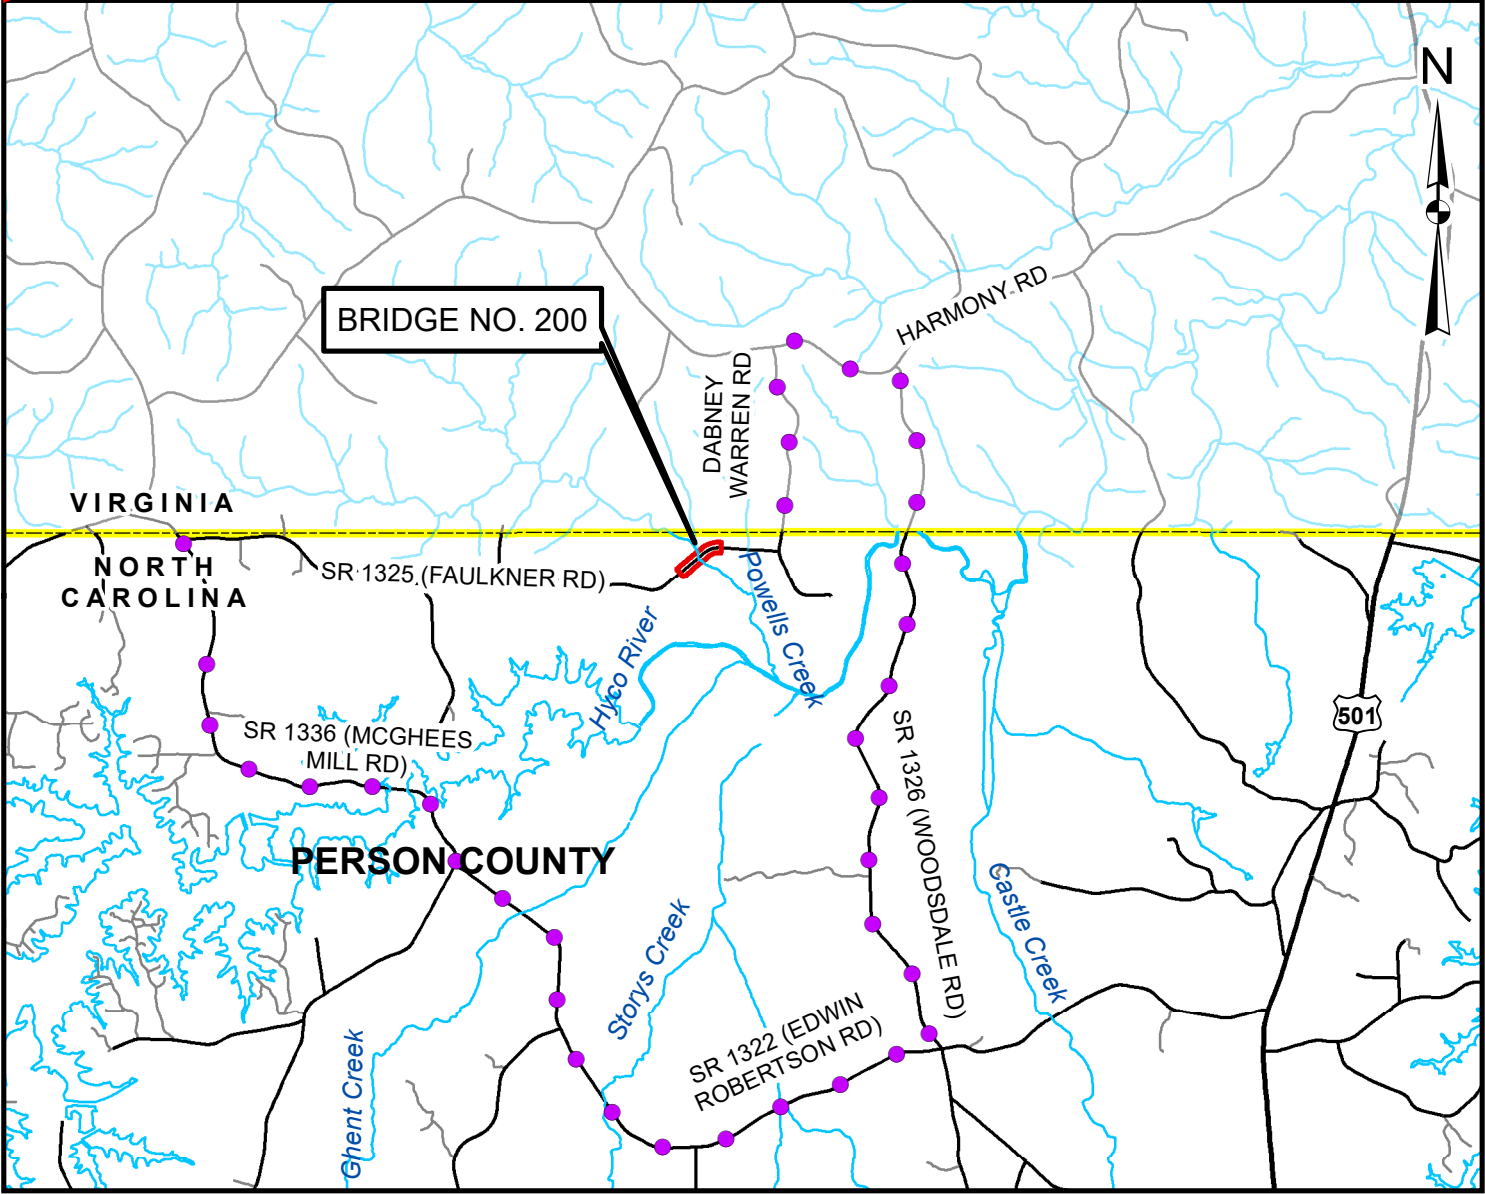 N
HARMONY RD
BRIDGE NO. 200
DABNEY
WARREN RD
VIRGINIA
NORTH
CAROLINA
SR 1325 (FAULKNER RD)
Powells Creek
Hyco River
501
SR 1336 (MCGHEES
MILL RD)
SR 1326 (WOODSDALE RD)
PERSON COUNTY
Castle Creek
Storys Creek
SR 1322 (EDWIN
ROBERTSON RD)
Ghent Creek